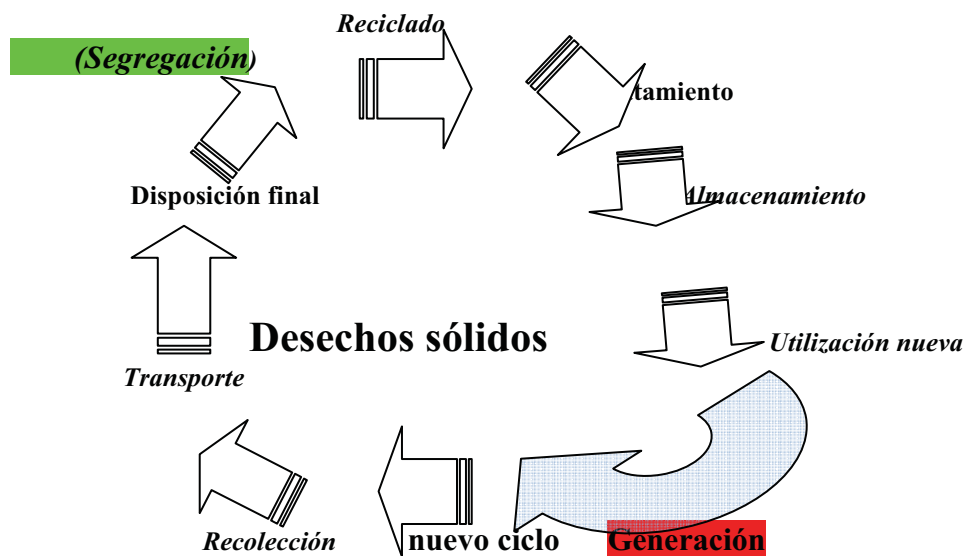 Reciclado
(Segregación)
tamiento
Disposición final
Almacenamiento
Desechos sólidos
Utilización nueva
Transporte
Recolección
nuevo ciclo
Generación